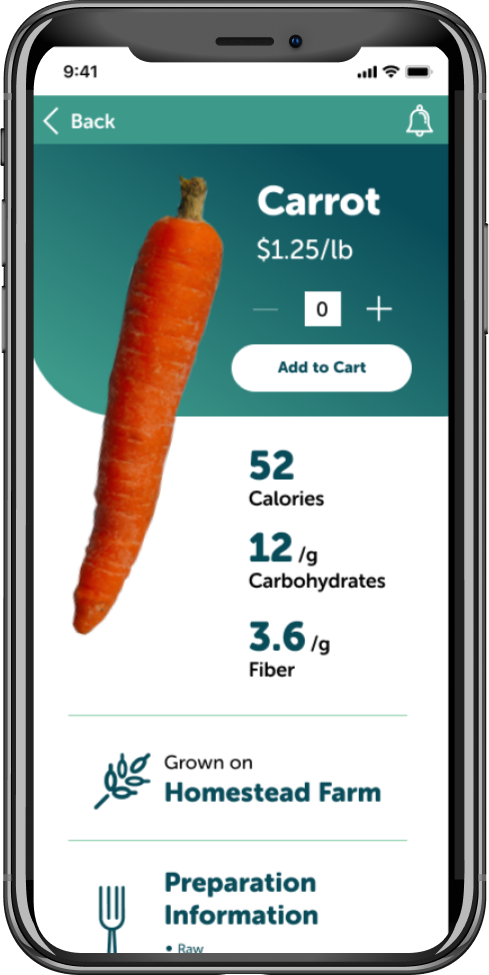 9:41
Back
Carrot
$1.25/lb
0
Add to Cart
52
Calories
12 /g
Carbohydrates
3.6 /g
Fiber
Grown on
Homestead Farm
Preparation
Information
• Raw